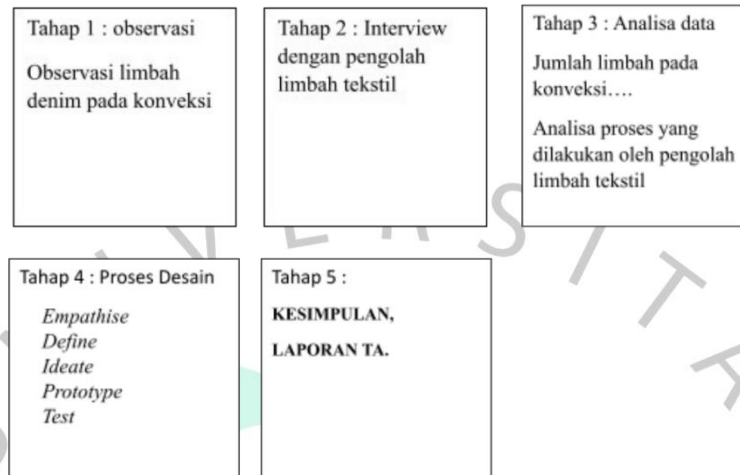 Tahap 1 : observasi
Observasi limbah
denim pada konveksi
Tahap 2 : Interview
dengan pengolah
limbah tekstil
Tahap 3 : Analisa data
Jumlah limbah pada
konveksi....
Analisa proses yang
dilakukan oleh pengolah
limbah tekstil
Tahap 4 : Proses Desain
Empathise
Define
Ideate
Prototype
Test
Tahap 5 :
KESIMPULAN,
LAPORAN TA.